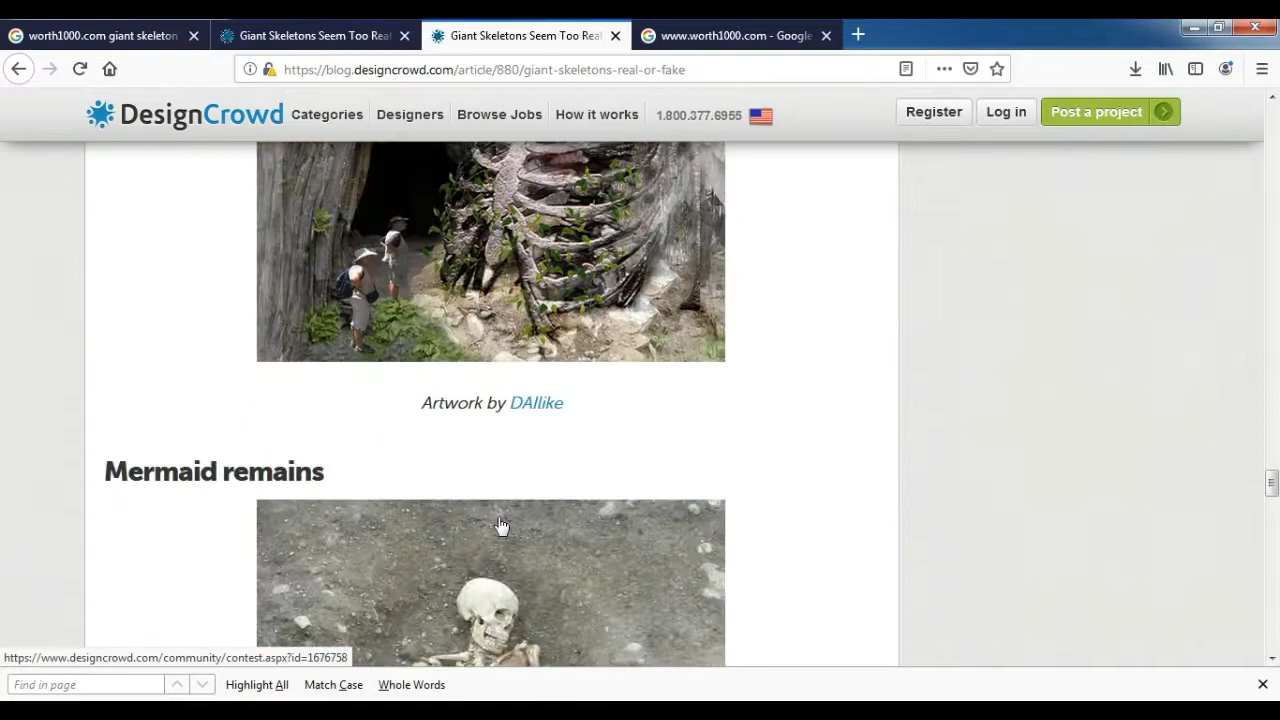 worth1000.com giant skeleton
Giant Skeletons Seem Too Real
Giant Skeletons Seem Too Real
www.worth1000.com - Google
https://blog.designcrowd.com/article/880/giant-skeletons-real-or-fake
DesignCrowd
Categories
Designers
Browse Jobs
How it works
1.800.377.6955
Register
Log in
Post a project
Artwork by DAIlike
Mermaid remains
https://www.designcrowd.com/community/contest.aspx?id=1676758
Find in page
Highlight All
Match Case
Whole Words